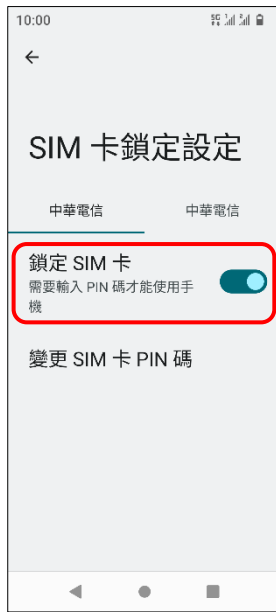 10:00
5G
SIM 卡鎖定設定
中華電信 中華電信
鎖定 SIM 卡
需要輸入 PIN 碼才能使用手
機
變更 SIM 卡 PIN 碼